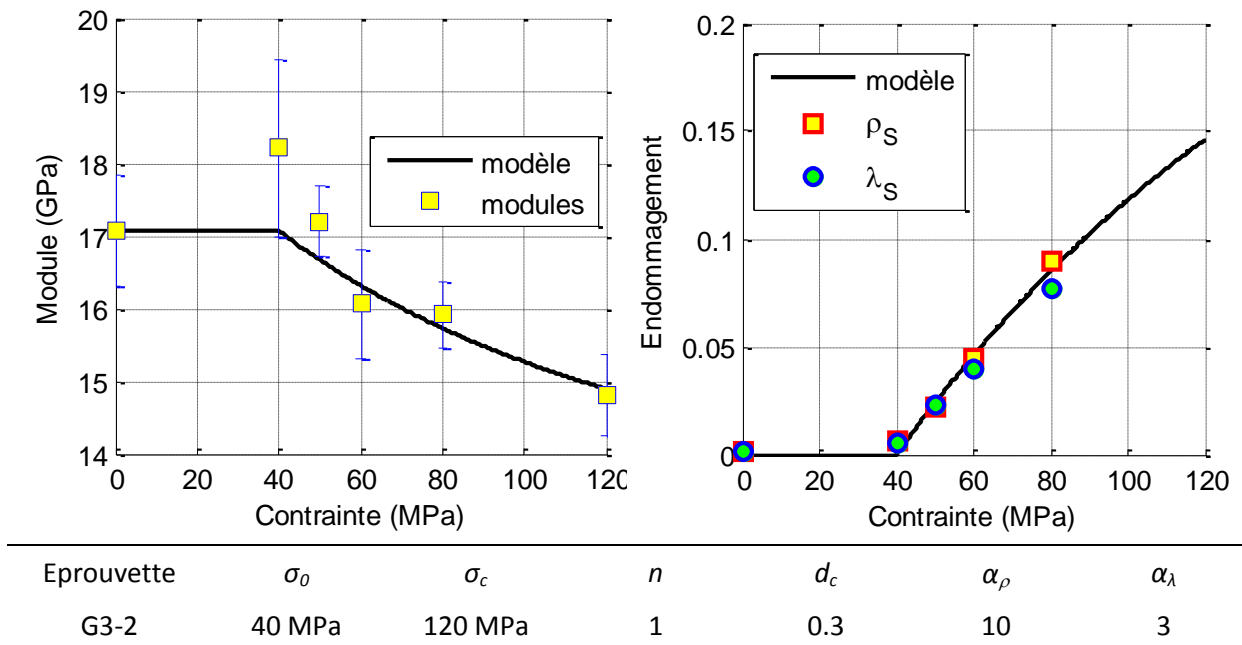 20
19
18
17
16
15
14
0 20 40 60 80 100 120
Module (GPa)
Contrainte (MPa)
modèle
modules
0.2
0.15
0.1
0.05
0
0 20 40 60 80 100 120
Endommagement
Contrainte (MPa)
modèle
ρS
λS
Eprouvette σ0 σc n dc αρ αλ
G3-2 40 MPa 120 MPa 1 0.3 10 3